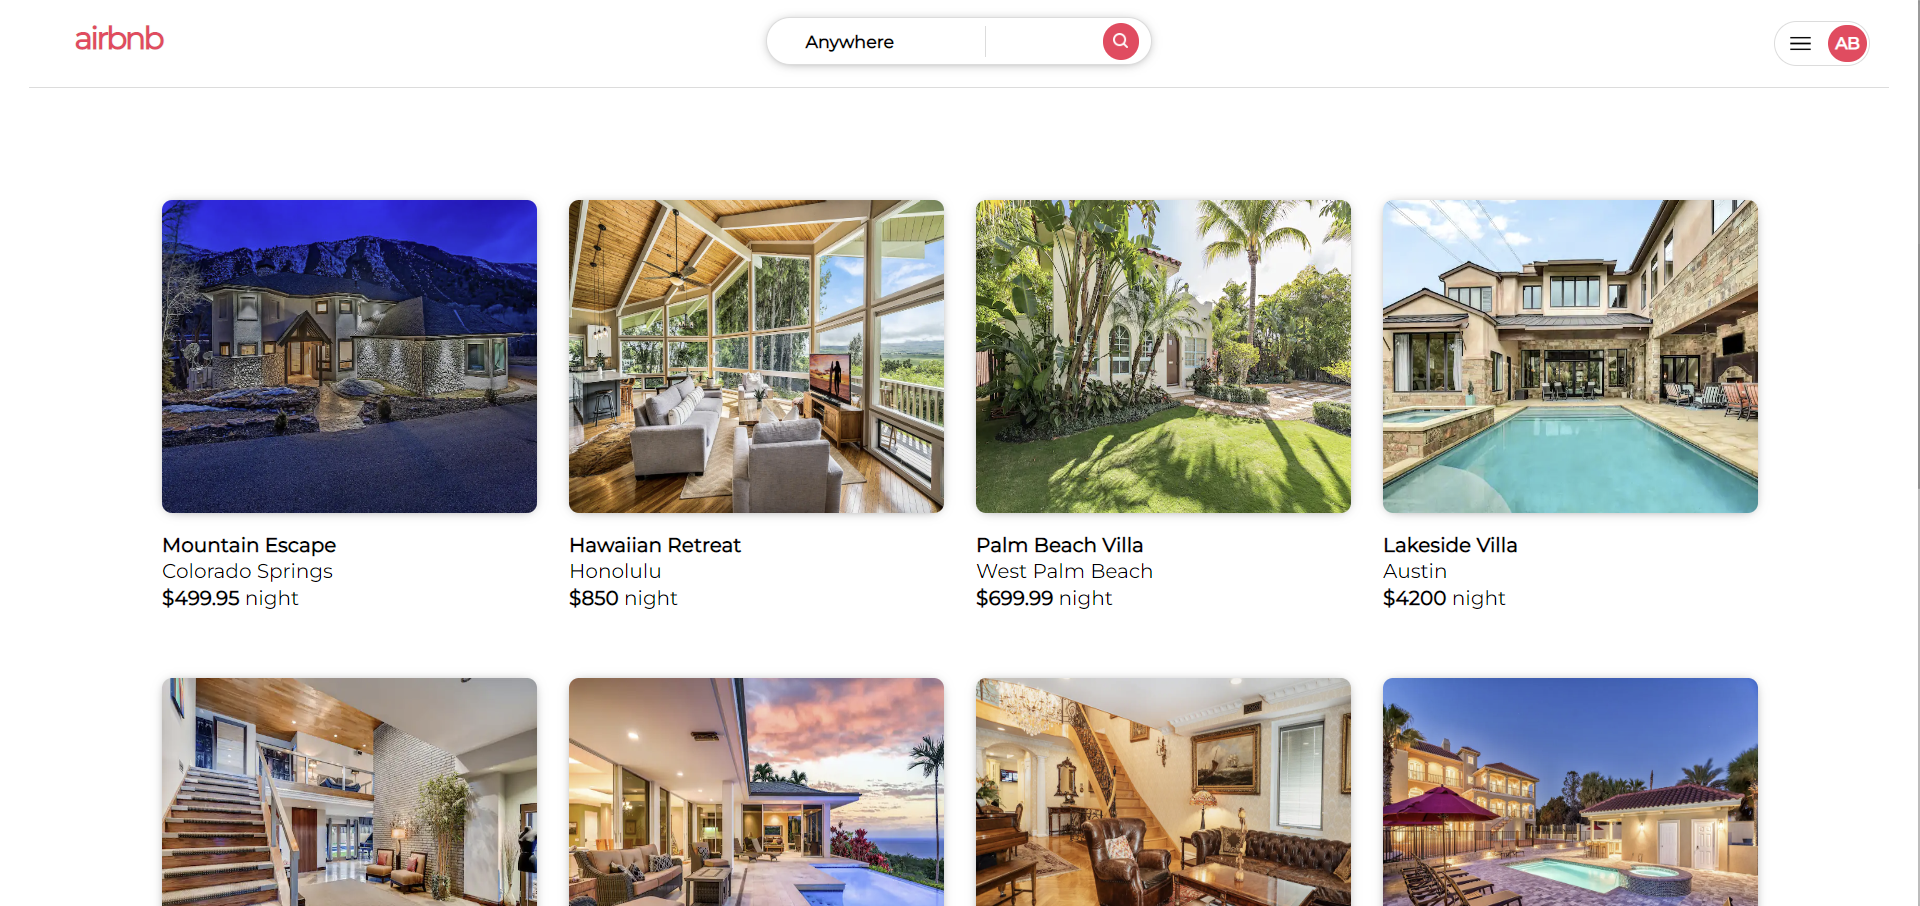 airbnb
Anywhere
AB
Mountain Escape
Colorado Springs
$499.95 night
Hawaiian Retreat
Honolulu
$850 night
Palm Beach Villa
West Palm Beach
$699.99 night
Lakeside Villa
Austin
$4200 night